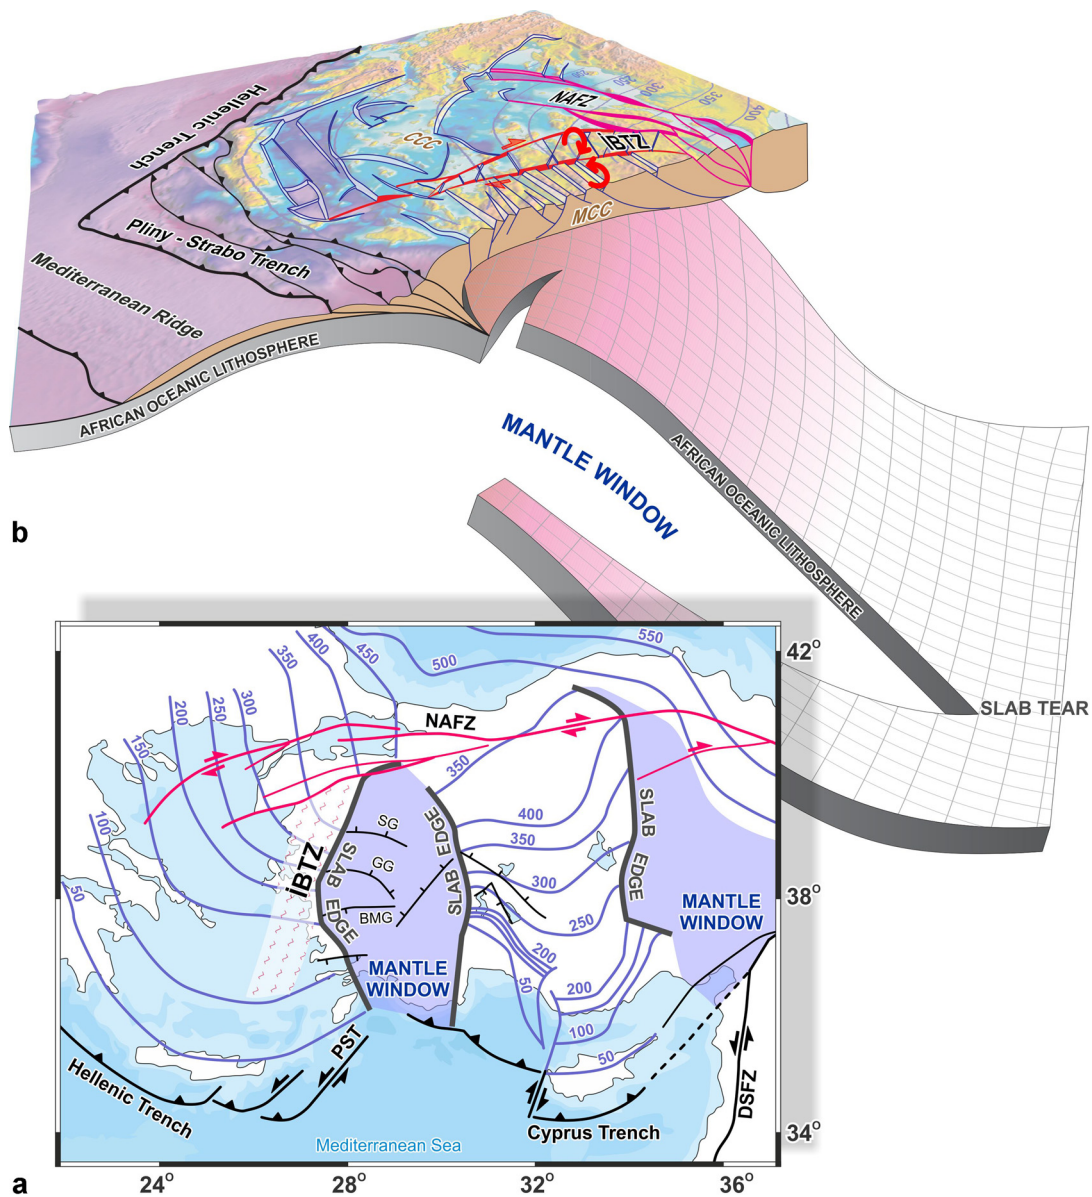 Hellenic Trench
Pliny - Strabo Trench
Mediterranean Ridge
CCC
NAFZ
İBTZ
MCC
250
300
350
400
AFRICAN OCEANIC LITHOSPHERE
MANTLE WINDOW
AFRICAN OCEANIC LITHOSPHERE
SLAB TEAR
b
350
400
450
500
550
42°
NAFZ
150
200
250
300
350
100
400
350
SG
SLAB EDGE
SLAB EDGE
SLAB EDGE
GG
300
38°
İBTZ
BMG
250
50
MANTLE
WINDOW
MANTLE
WINDOW
200
50
200
100
50
PST
Hellenic Trench
Cyprus Trench
DSFZ
34°
Mediterranean Sea
a
24°
28°
32°
36°